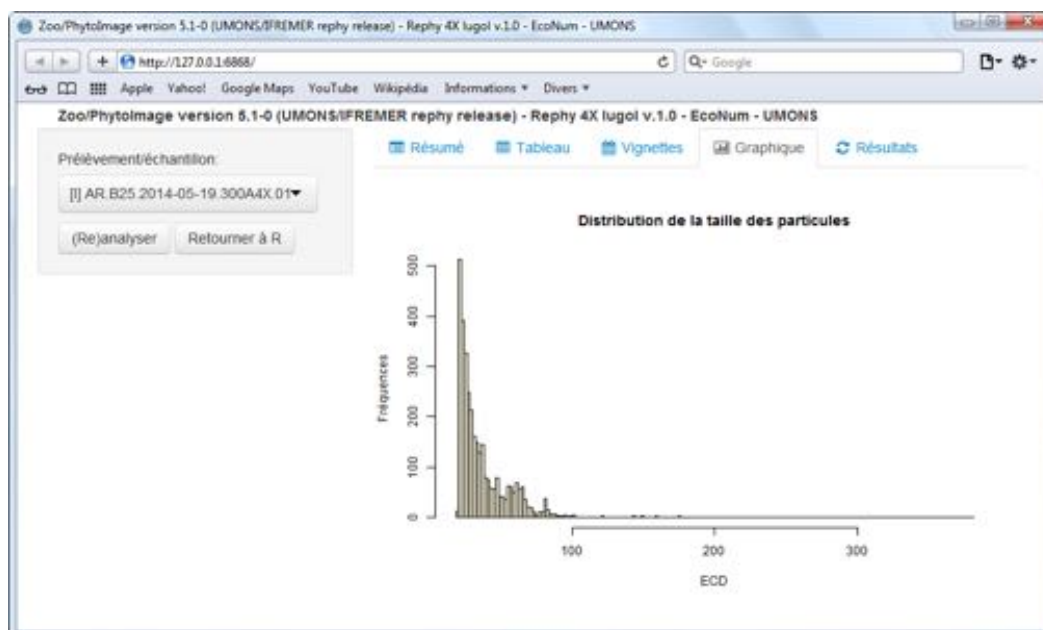 Zoo/PhytoImage version 5.1-0 (UMONS/IFREMER rephy release) - Rephy 4X lugol v.1.0 - EcoNum - UMONS
http://127.0.0.1:6868/
Google
Apple Yahoo! Google Maps YouTube Wikipédia Informations Divers
Zoo/PhytoImage version 5.1-0 (UMONS/IFREMER rephy release) - Rephy 4X lugol v.1.0 - EcoNum - UMONS
Prélèvement/échantillon:
[I] AR.B25.2014-05-19.300A4X.01
(Re)analyser Retourner à R
Résumé Tableau Vignettes Graphique Résultats
Distribution de la taille des particules
Fréquences
500
400
300
200
100
0
100 200 300
ECD